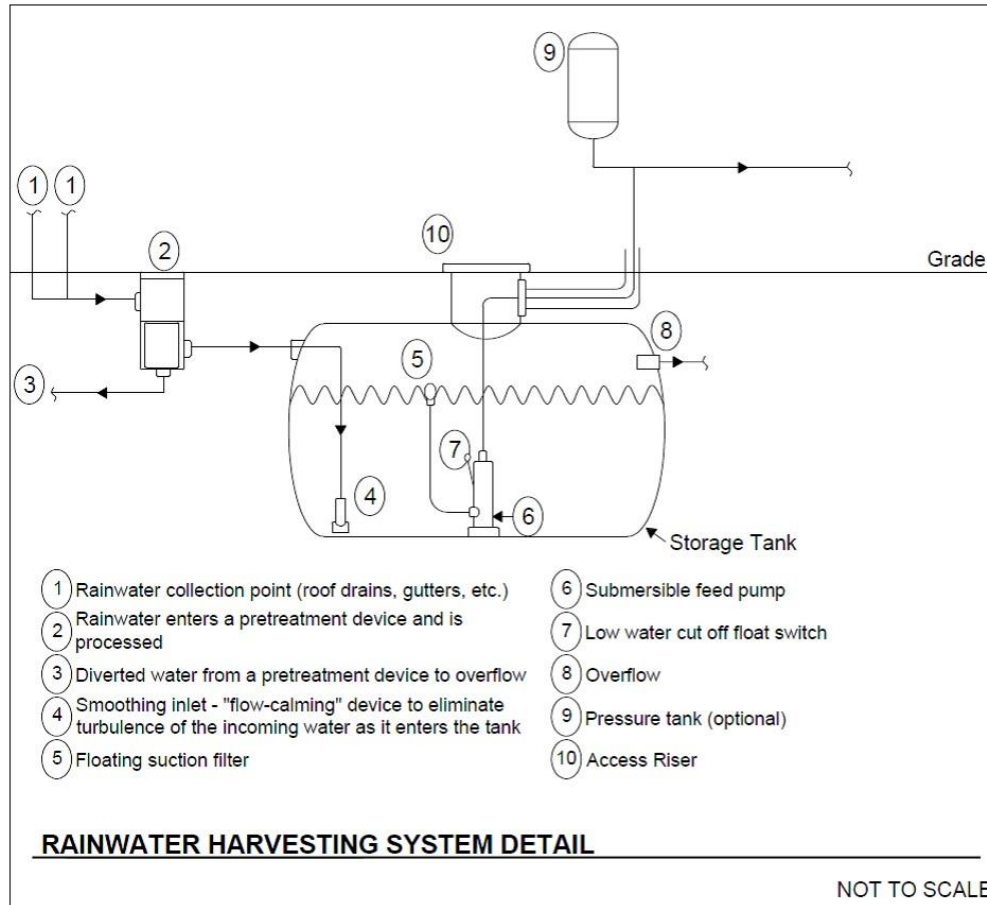 9
1 1
10
2
Grade
8
5
3
7
4
6
Storage Tank
1 Rainwater collection point (roof drains, gutters, etc.)
2 Rainwater enters a pretreatment device and is
processed
3 Diverted water from a pretreatment device to overflow
4 Smoothing inlet - "flow-calming" device to eliminate
turbulence of the incoming water as it enters the tank
5 Floating suction filter
6 Submersible feed pump
7 Low water cut off float switch
8 Overflow
9 Pressure tank (optional)
10 Access Riser
RAINWATER HARVESTING SYSTEM DETAIL
NOT TO SCALE